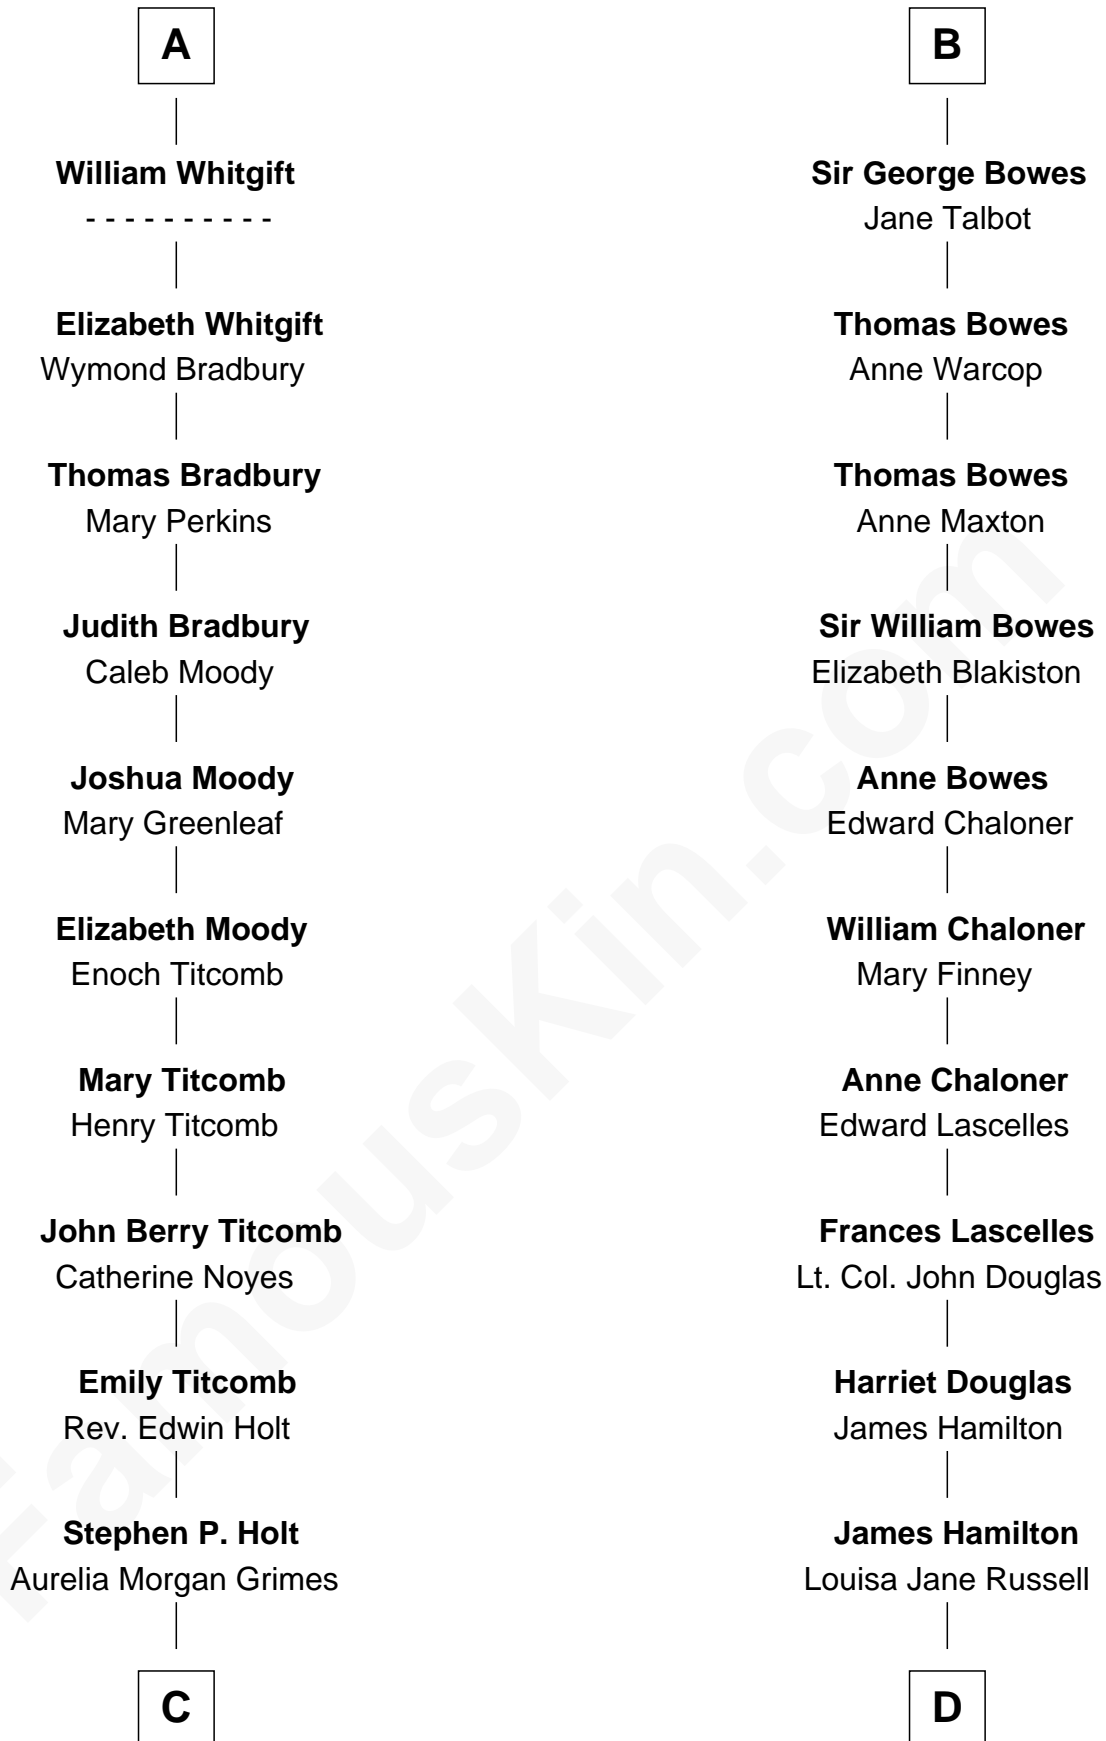 A
William Whitgift
- - - - - - - - - -
Elizabeth Whitgift
Wymond Bradbury
Thomas Bradbury
Mary Perkins
Judith Bradbury
Caleb Moody
Joshua Moody
Mary Greenleaf
Elizabeth Moody
Enoch Titcomb
Mary Titcomb
Henry Titcomb
John Berry Titcomb
Catherine Noyes
Emily Titcomb
Rev. Edwin Holt
Stephen P. Holt
Aurelia Morgan Grimes
C
B
Sir George Bowes
Jane Talbot
Thomas Bowes
Anne Warcop
Thomas Bowes
Anne Maxton
Sir William Bowes
Elizabeth Blakiston
Anne Bowes
Edward Chaloner
William Chaloner
Mary Finney
Anne Chaloner
Edward Lascelles
Frances Lascelles
Lt. Col. John Douglas
Harriet Douglas
James Hamilton
James Hamilton
Louisa Jane Russell
D
FamousKin.com